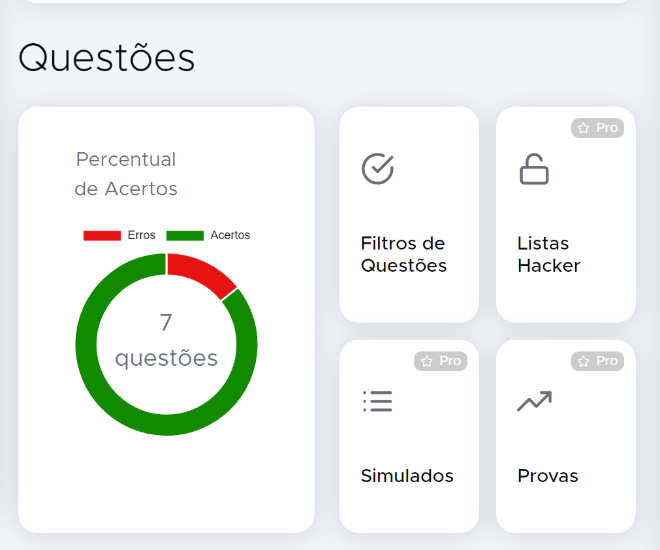 Questões
Percentual
de Acertos
Erros
Acertos
7
questões
Filtros de
Questões
Pro
Listas
Hacker
Pro
Simulados
Pro
Provas